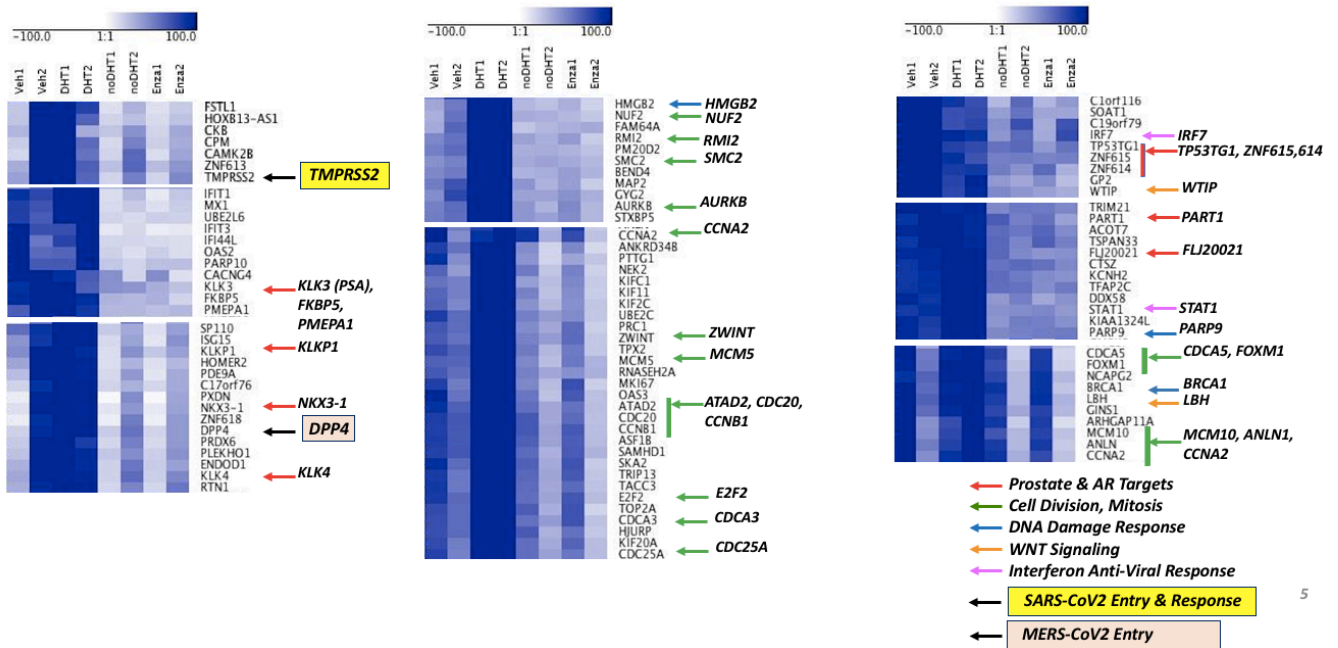 −100.0 1:1 100.0
Veh1 Veh2 DHT1 DHT2 noDHT1 noDHT2 Enza1 Enza2
FSTL1
HOXB13-AS1
CKB
CPM
CAMK2B
ZNF613
TMPRSS2
TMPRSS2
IFIT1
MX1
UBE2L6
IFIT3
IFI44L
OAS2
PARP10
CACNG4
KLK3
FKBP5
PMEPA1
KLK3 (PSA),
FKBP5,
PMEPA1
SP110
ISG15
KLKP1
HOMER2
PDE9A
C17orf76
PXDN
NKX3-1
ZNF618
DPP4
PRDX6
PLEKHO1
ENDOD1
KLK4
RTN1
KLKP1
NKX3-1
DPP4
KLK4
−100.0 1:1 100.0
Veh1 Veh2 DHT1 DHT2 noDHT1 noDHT2 Enza1 Enza2
HMGB2
NUF2
FAM64A
RMI2
PM20D2
SMC2
BEND4
MAP2
GYG2
AURKB
STXBP5
HMGB2
NUF2
RMI2
SMC2
AURKB
CCNA2
CCNA2
ANKRD34B
PTTG1
NEK2
KIFC1
KIF11
KIF2C
UBE2C
PRC1
ZWINT
TPX2
MCM5
RNASEH2A
MKI67
OAS3
ATAD2
CDC20
CCNB1
ASF1B
SAMHD1
SKA2
TRIP13
TACC3
E2F2
TOP2A
CDCA3
HJURP
KIF20A
CDC25A
ZWINT
MCM5
ATAD2, CDC20,
CCNB1
E2F2
CDCA3
CDC25A
−100.0 1:1 100.0
Veh1 Veh2 DHT1 DHT2 noDHT1 noDHT2 Enza1 Enza2
C1orf116
SOAT1
C19orf79
IRF7
TP53TG1
ZNF615
ZNF614
GP2
WTIP
IRF7
TP53TG1, ZNF615,614
WTIP
TRIM21
PART1
ACOT7
TSPAN33
FLJ20021
CTSZ
KCNH2
TFAP2C
DDX58
STAT1
KIAA1324L
PARP9
PART1
FLJ20021
STAT1
PARP9
CDCA5
FOXM1
NCAPG2
BRCA1
LBH
GINS1
ARHGAP11A
MCM10
ANLN
CCNA2
CDCA5, FOXM1
BRCA1
LBH
MCM10, ANLN1,
CCNA2
Prostate & AR Targets
Cell Division, Mitosis
DNA Damage Response
WNT Signaling
Interferon Anti-Viral Response
SARS-CoV2 Entry & Response
MERS-CoV2 Entry
5